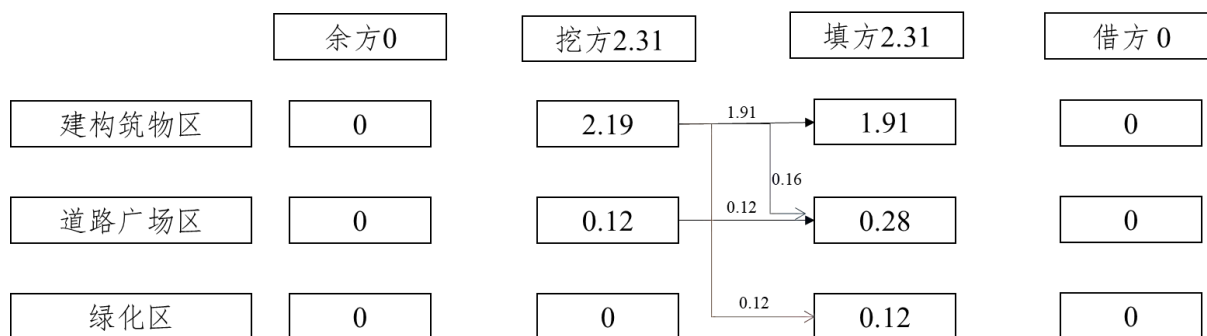 余方0 挖方2.31 填方2.31 借方 0
建构筑物区 0 2.19 1.91 1.91 0
0.16
道路广场区 0 0.12 0.12 0.28 0
绿化区 0 0 0.12 0.12 0